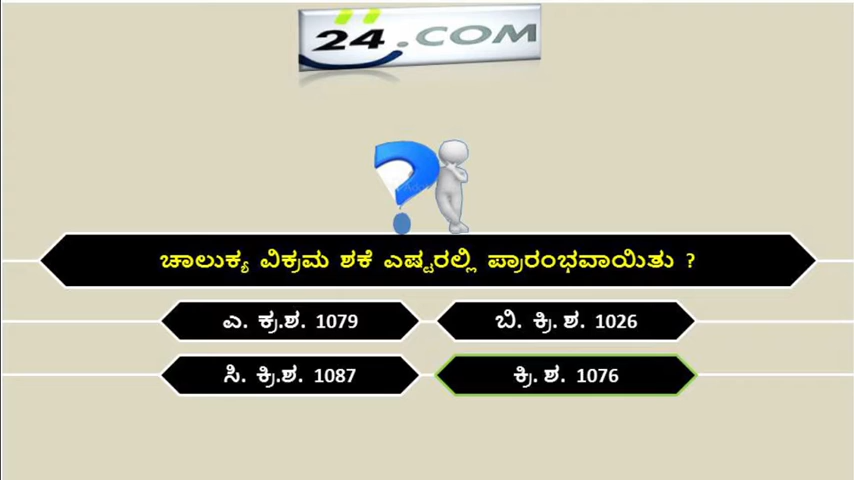 24.COM
ಚಾಲುಕ್ಯ ವಿಕ್ರಮ ಶಕೆ ಎಷ್ಟರಲ್ಲಿ ಪ್ರಾರಂಭವಾಯಿತು ?
ಎ. ಕ್ರ.ಶ. 1079
ಬಿ. ಕ್ರಿ. ಶ. 1026
ಸಿ. ಕ್ರಿ.ಶ. 1087
ಕ್ರಿ. ಶ. 1076